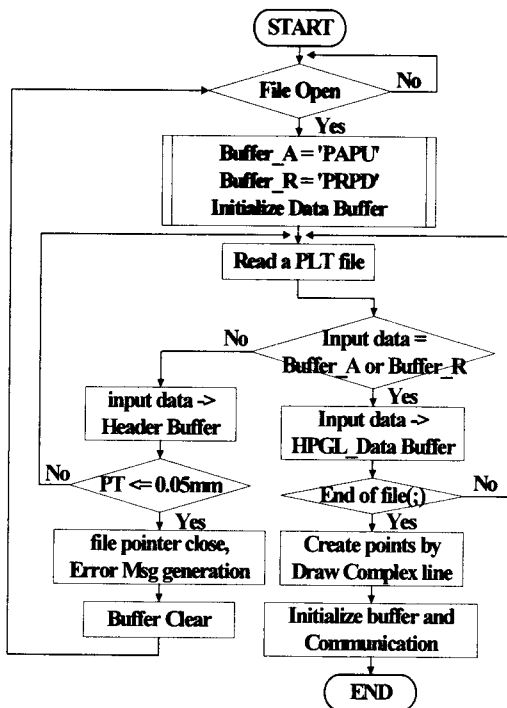 START
File Open
No
Yes
Buffer_A = 'PAPU'
Buffer_R = 'PRPD'
Initialize Data Buffer
Read a PLT file
Input data =
Buffer_A or Buffer_R
No
Yes
input data ->
Header Buffer
Input data ->
HPGL_Data Buffer
No
PT <= 0.05mm
Yes
End of file(;)
No
Yes
file pointer close,
Error Msg generation
Create points by
Draw Complex line
Buffer Clear
Initialize buffer and
Communication
END